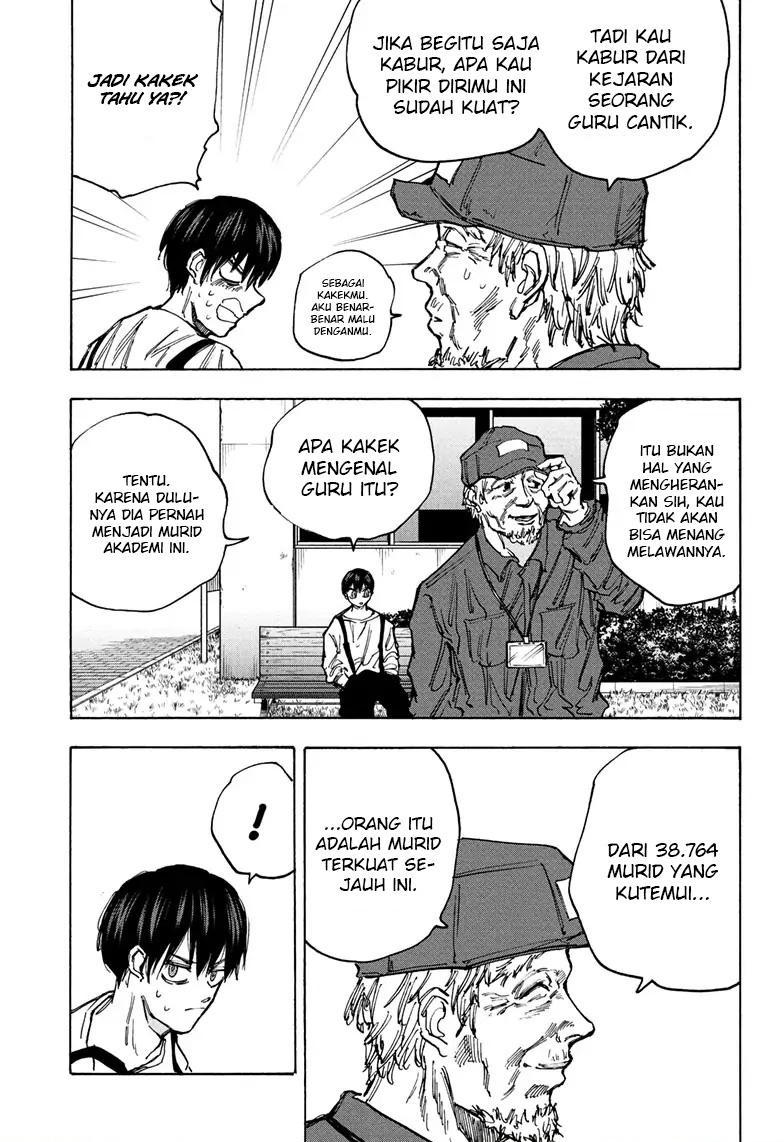 TADI KAU
KABUR DARI
KEJARAN
SEORANG
GURU CANTIK.
JIKA BEGITU SAJA
KABUR, APA KAU
PIKIR DIRIMU INI
SUDAH KUAT?
JADI KAKEK
TAHU YA?!
SEBAGAI
KAKEKMU.
AKU BENAR-
BENAR MALU
DENGANMU.
ITU BUKAN
HAL YANG
MENGHERAN-
KAN SIH, KAU
TIDAK AKAN
BISA MENANG
MELAWANNYA.
APA KAKEK
MENGENAL
GURU ITU?
TENTU.
KARENA DULU-
NYA DIA PERNAH
MENJADI MURID
AKADEMI INI.
DARI 38.764
MURID YANG
KUTEMUI...
...ORANG ITU
ADALAH MURID
TERKUAT SE-
JAUH INI.
!